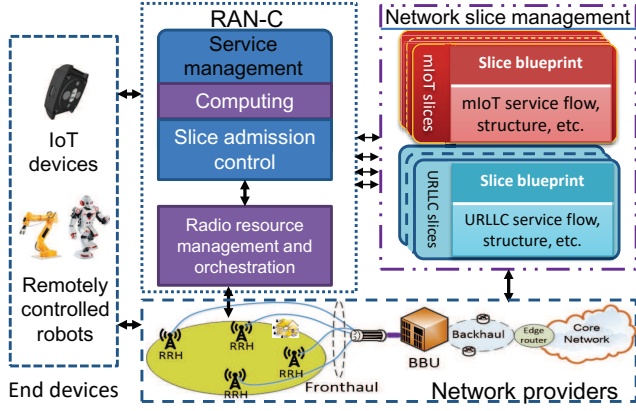 RAN-C
Service
management
Computing
Slice admission
control
Radio resource
management and
orchestration
Network slice management
mIoT slices
Slice blueprint
mIoT service flow,
structure, etc.
URLLC slices
Slice blueprint
URLLC service flow,
structure, etc.
IoT
devices
Remotely
controlled
robots
End devices
RRH
RRH
RRH
RRH
Fronthaul
BBU
Backhaul
Edge
router
Core
Network
Network providers